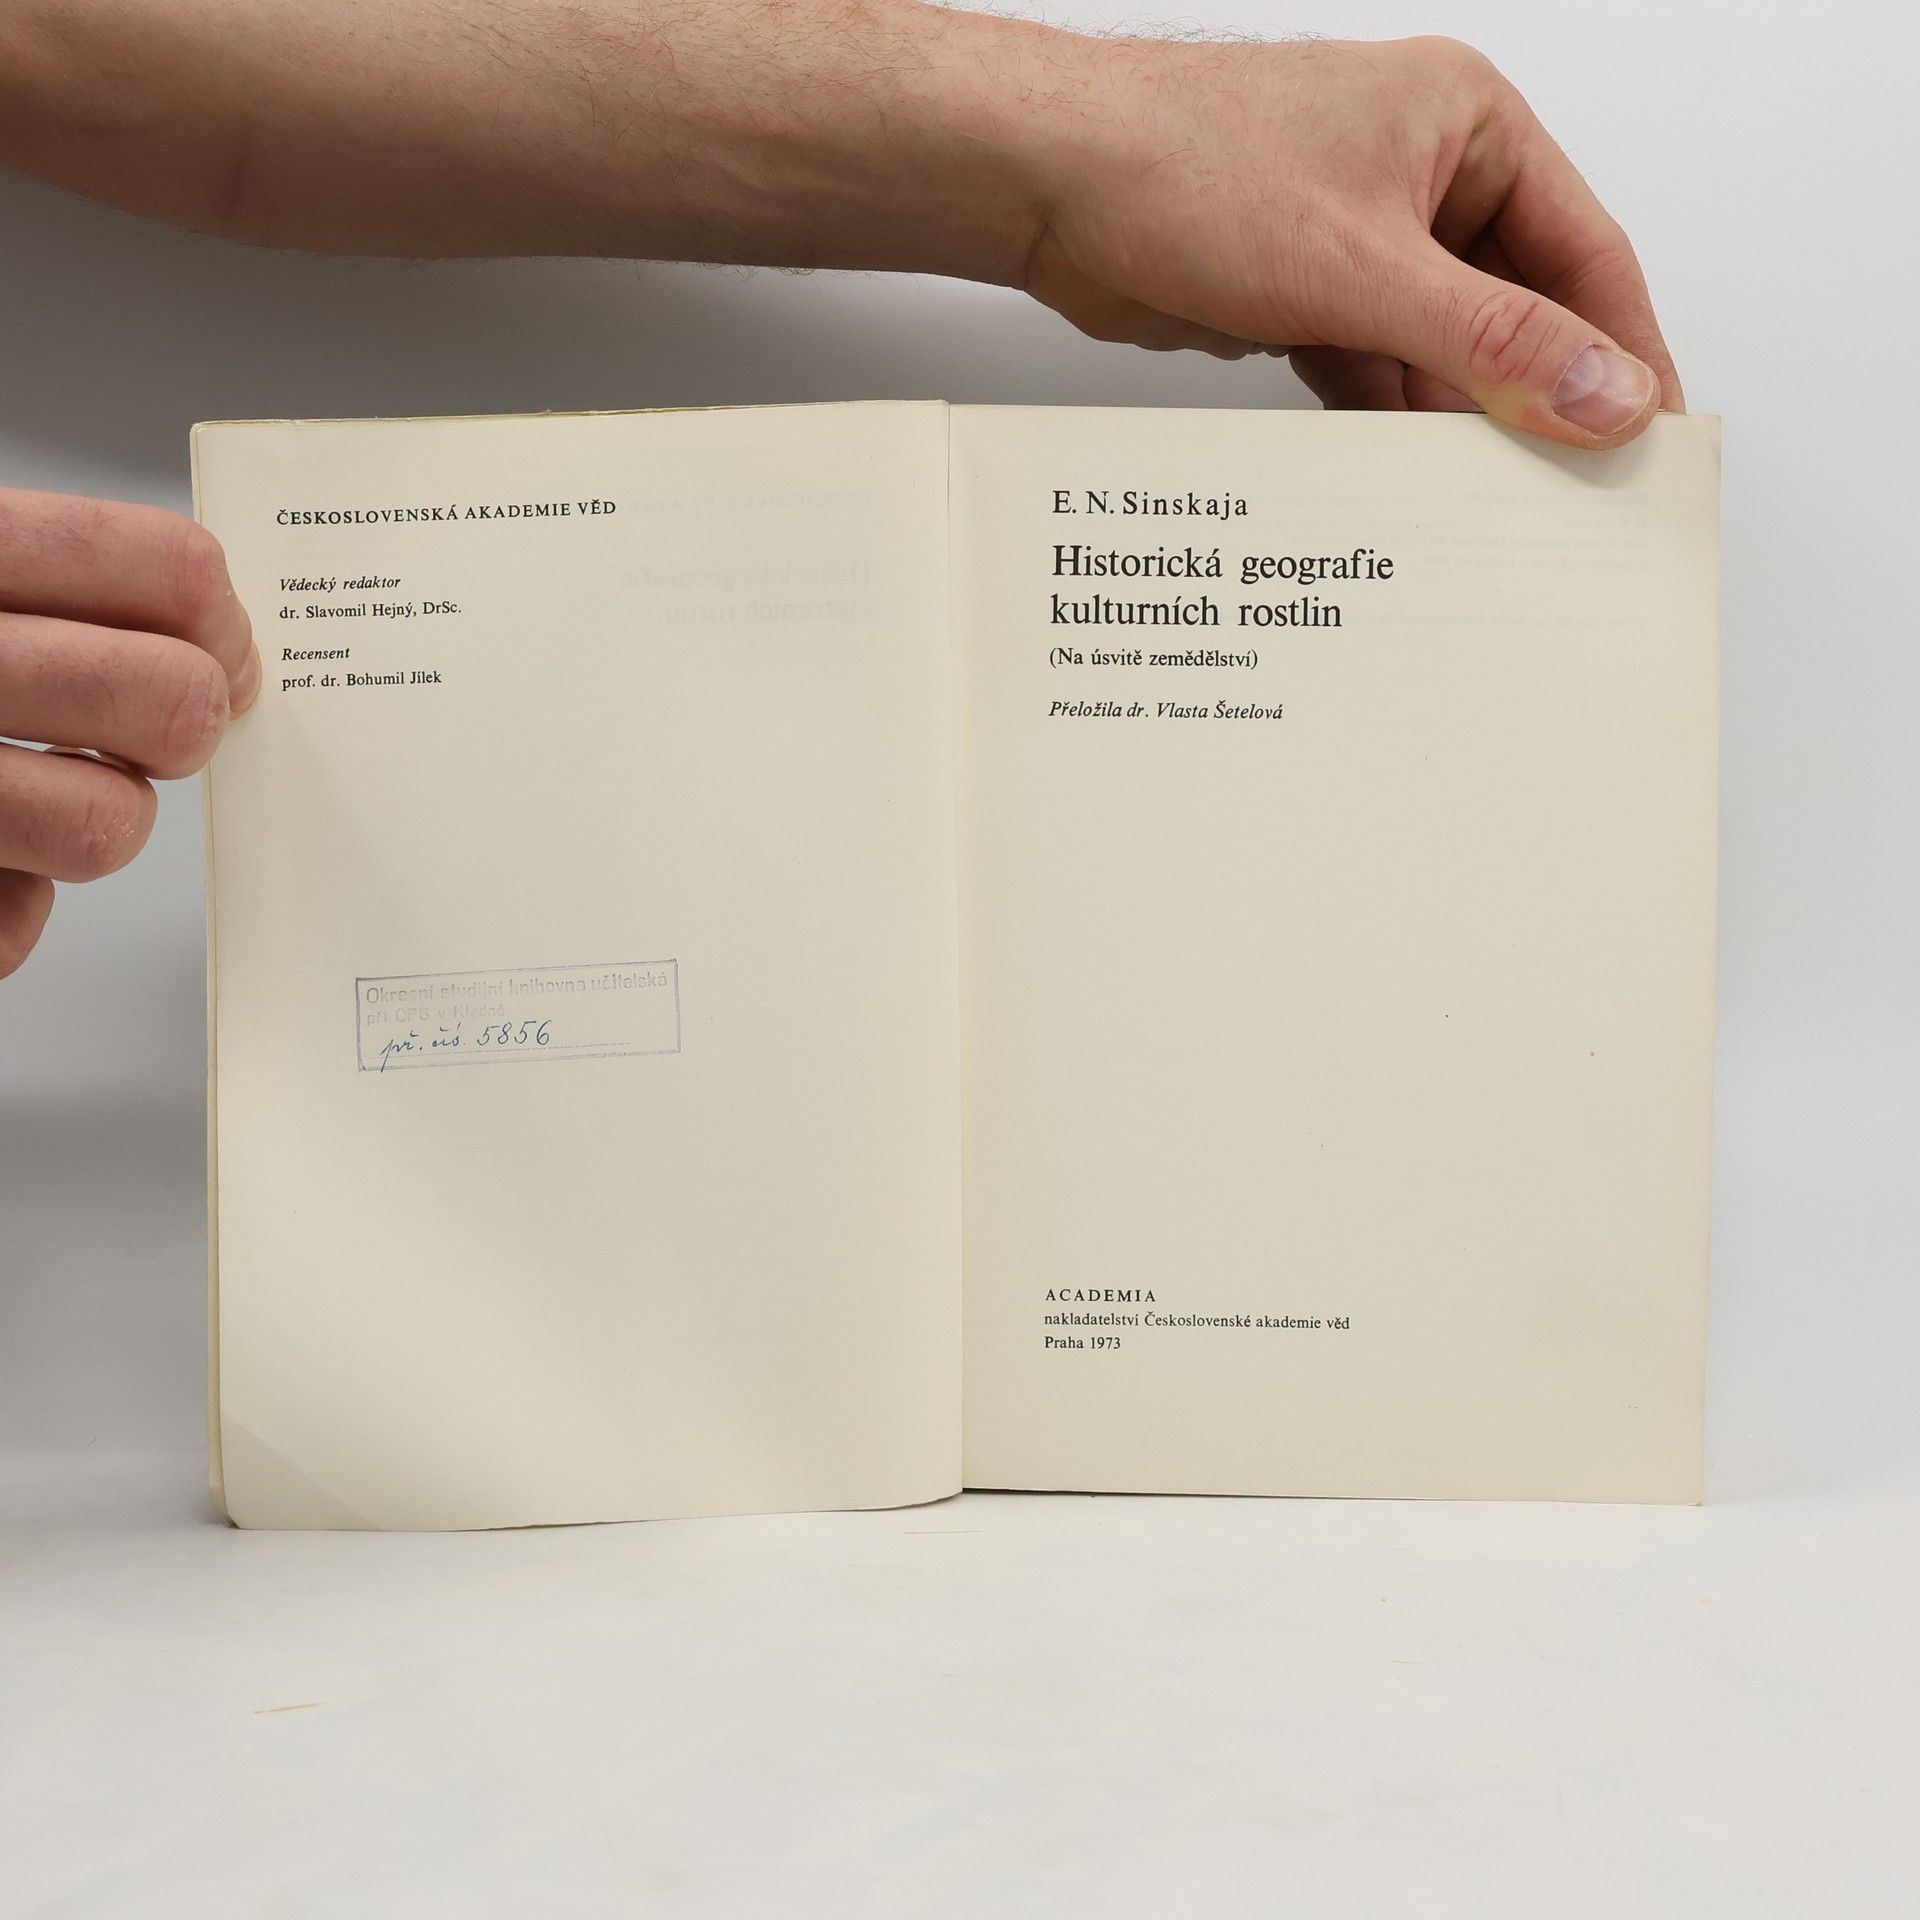 ČESKOSLOVENSKÁ AKADEMIE VĚD
Vědecký redaktor
dr. Slavomil Hejný, DrSc.
Recensent
prof. dr. Bohumil Jílek
Okresní studijní knihovna učitelská
při OPS v Kladně
př. čís. 5856
E. N. Sinskaja
Historická geografie
kulturních rostlin
(Na úsvitě zemědělství)
Přeložila dr. Vlasta Šetelová
ACADEMIA
nakladatelství Československé akademie věd
Praha 1973